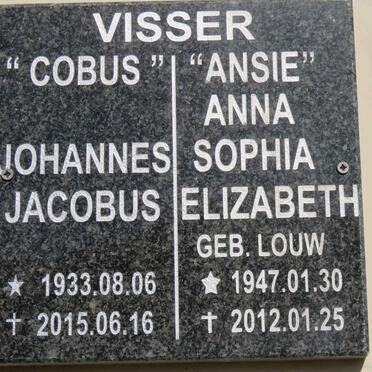 VISSER
"COBUS"
JOHANNES
JACOBUS
★ 1933.08.06
✝ 2015.06.16
"ANSIE"
ANNA
SOPHIA
ELIZABETH
GEB. LOUW
★ 1947.01.30
✝ 2012.01.25